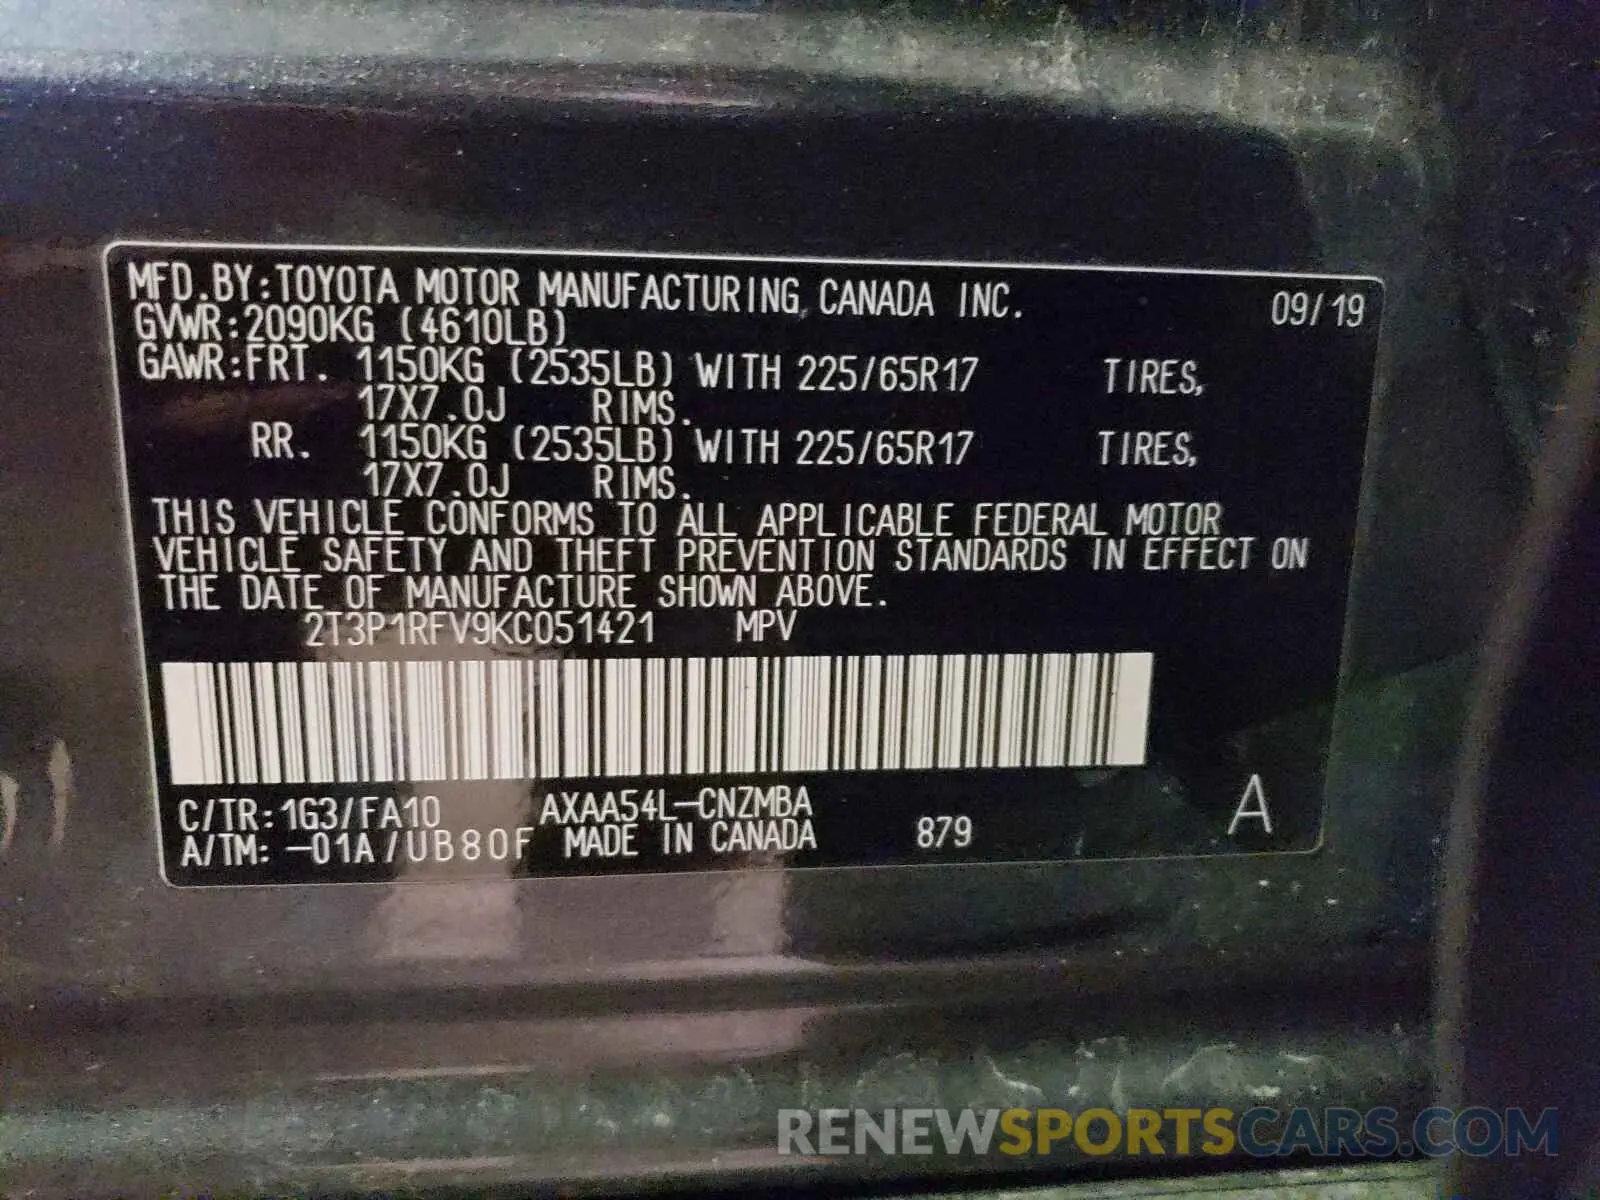 MFD.BY:TOYOTA MOTOR MANUFACTURING CANADA INC. 09/19
GVWR:2090KG (4610LB)
GAWR:FRT. 1150KG (2535LB) WITH 225/65R17 TIRES,
17X7.0J RIMS.
RR. 1150KG (2535LB) WITH 225/65R17 TIRES,
17X7.0J RIMS.
THIS VEHICLE CONFORMS TO ALL APPLICABLE FEDERAL MOTOR
VEHICLE SAFETY AND THEFT PREVENTION STANDARDS IN EFFECT ON
THE DATE OF MANUFACTURE SHOWN ABOVE.
2T3P1RFV9KC051421 MPV
C/TR:1G3/FA10 AXAA54L-CNZMBA
A/TM: -01A/UB80F MADE IN CANADA 879 A
RENEWSPORTSCARS.COM